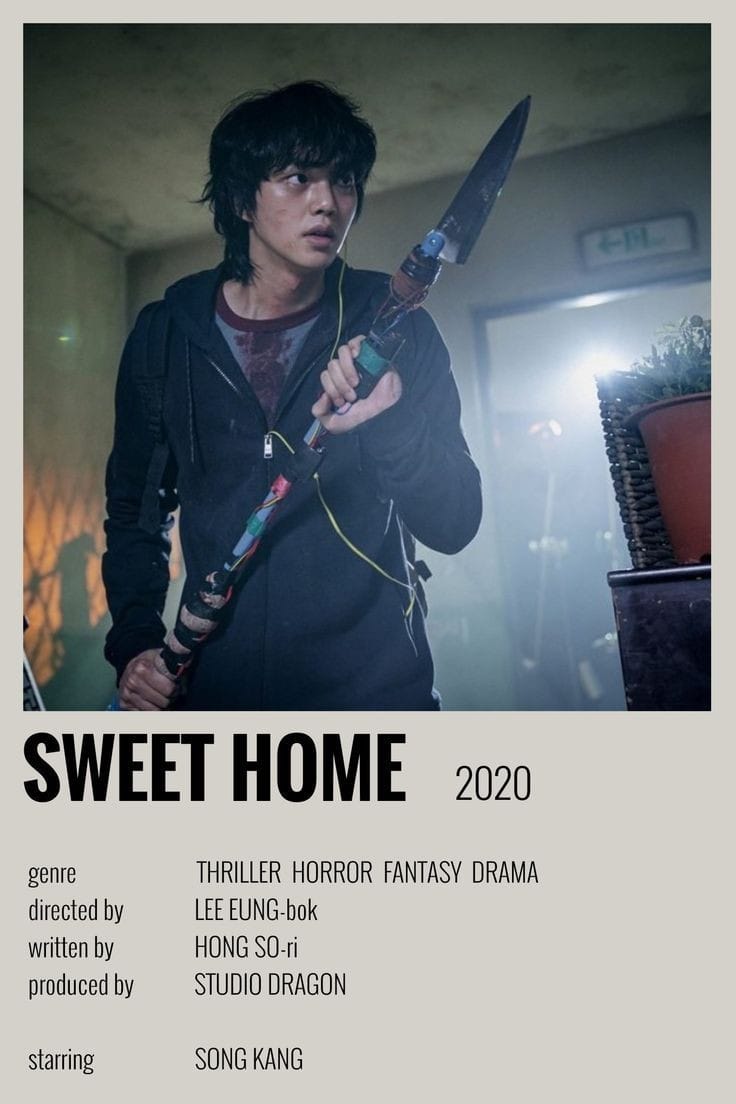 SWEET HOME 2020
genre THRILLER HORROR FANTASY DRAMA
directed by LEE EUNG-bok
written by HONG SO-ri
produced by STUDIO DRAGON
starring SONG KANG